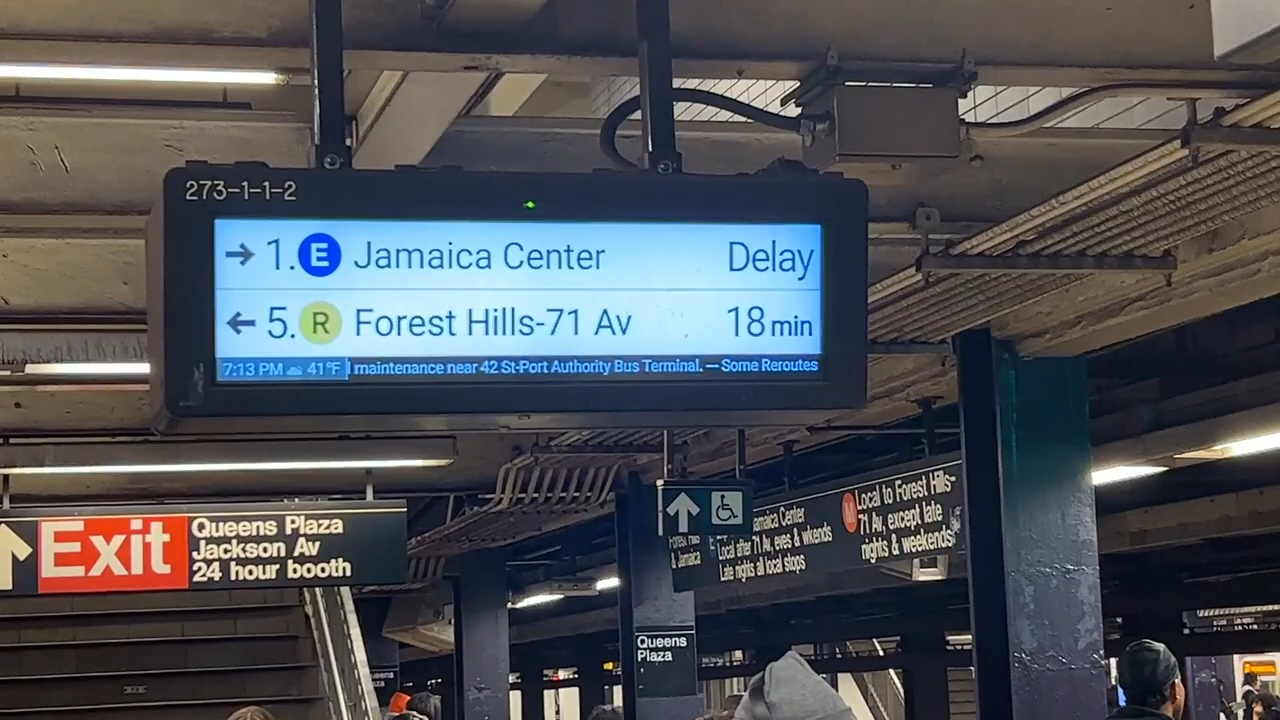 273-1-1-2
→ 1. E Jamaica Center Delay
← 5. R Forest Hills-71 Av 18 min
7:13 PM 41°F maintenance near 42 St-Port Authority Bus Terminal. — Some Reroutes
Exit
Queens Plaza
Jackson Av
24 hour booth
Jamaica Center
Local after 71 Av, eves & wkends
Late nights all local stops
& Jamaica
M Local to Forest Hills-
71 Av, except late
nights & weekends
Queens
Plaza